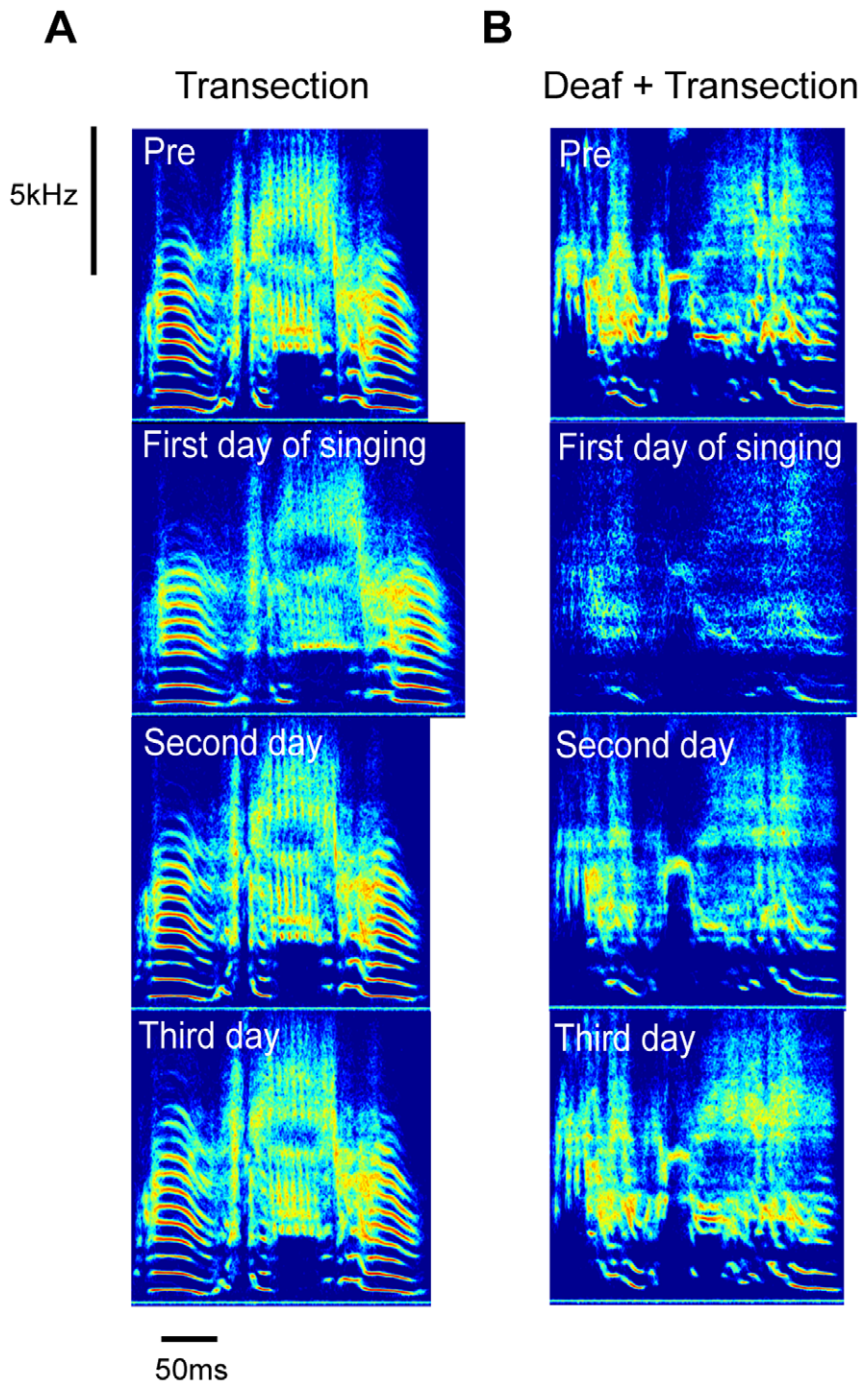 A
B
Transection
Deaf + Transection
5kHz
Pre
Pre
First day of singing
First day of singing
Second day
Second day
Third day
Third day
50ms